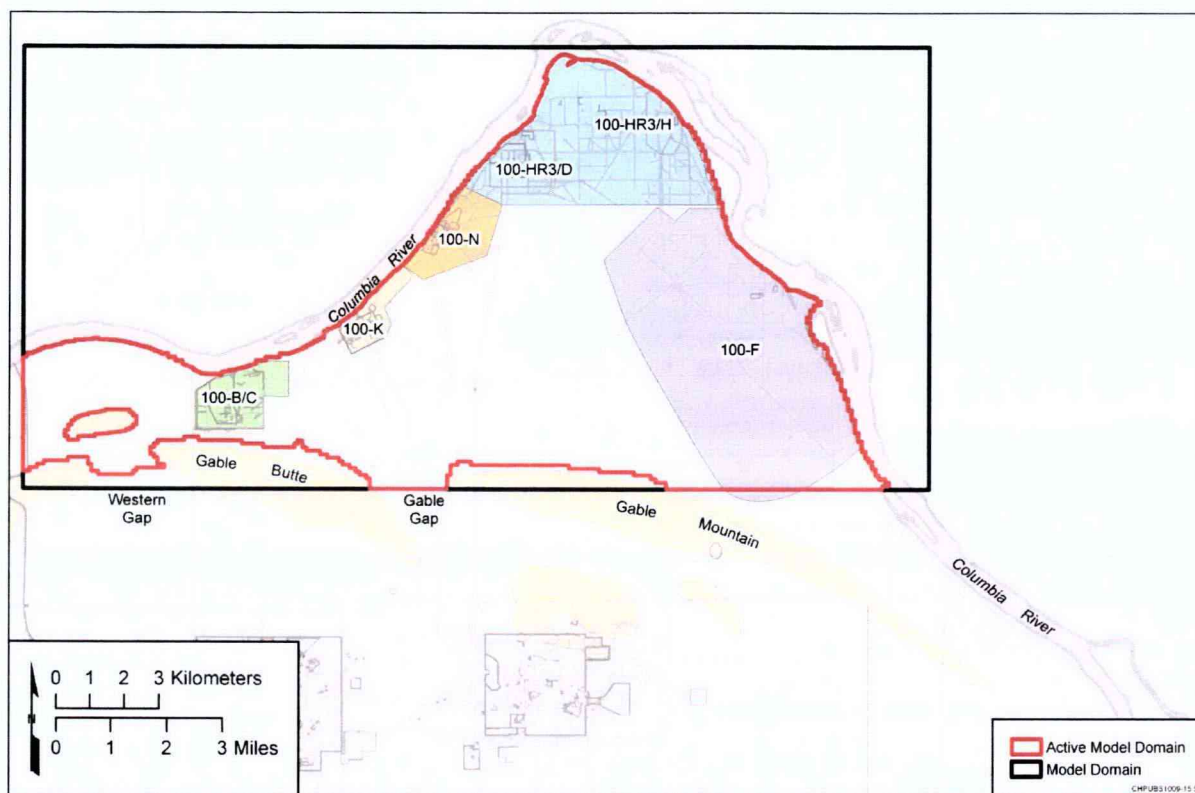 100-HR3/H
100-HR3/D
100-N
Columbia River
100-K
100-F
100-B/C
Gable Butte
Western
Gap
Gable
Gap
Gable Mountain
Columbia River
0 1 2 3 Kilometers
0 1 2 3 Miles
N
Active Model Domain
Model Domain